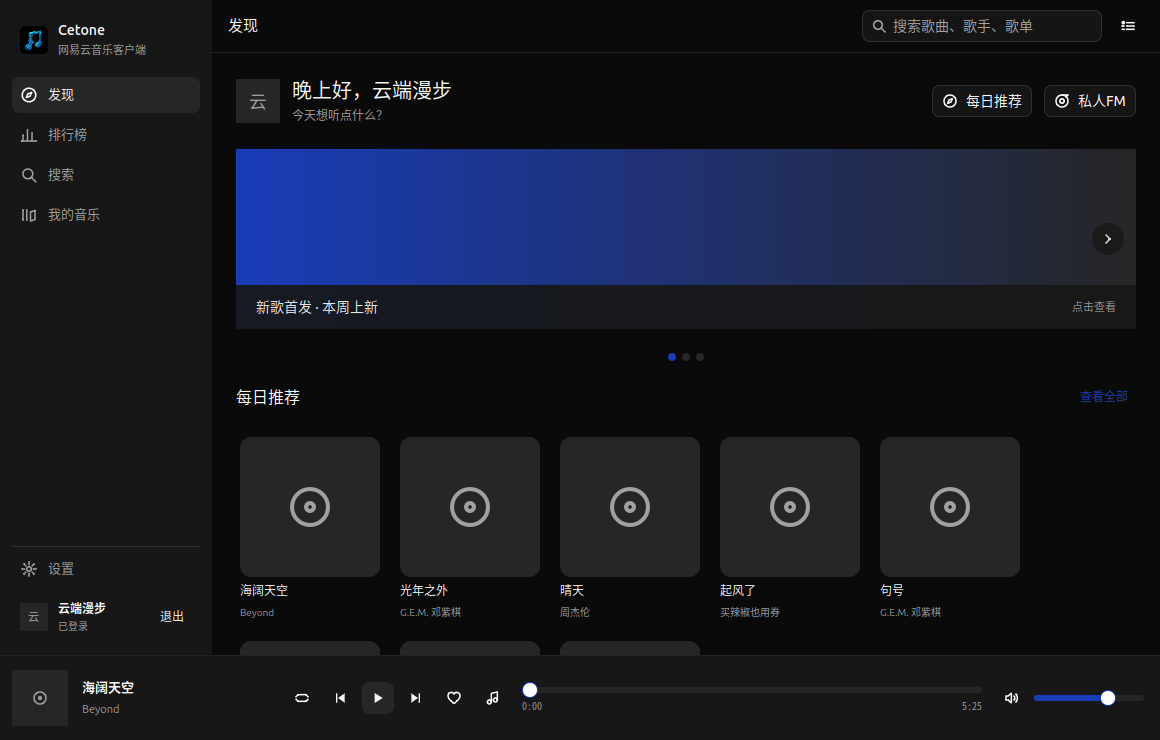 Cetone
网易云音乐客户端
发现
排行榜
搜索
我的音乐
设置
云
云端漫步
已登录
退出
发现
搜索歌曲、歌手、歌单
云
晚上好，云端漫步
今天想听点什么？
每日推荐
私人FM
新歌首发 · 本周上新
点击查看
每日推荐
查看全部
海阔天空
Beyond
光年之外
G.E.M. 邓紫棋
晴天
周杰伦
起风了
买辣椒也用券
句号
G.E.M. 邓紫棋
海阔天空
Beyond
0:00
5:25